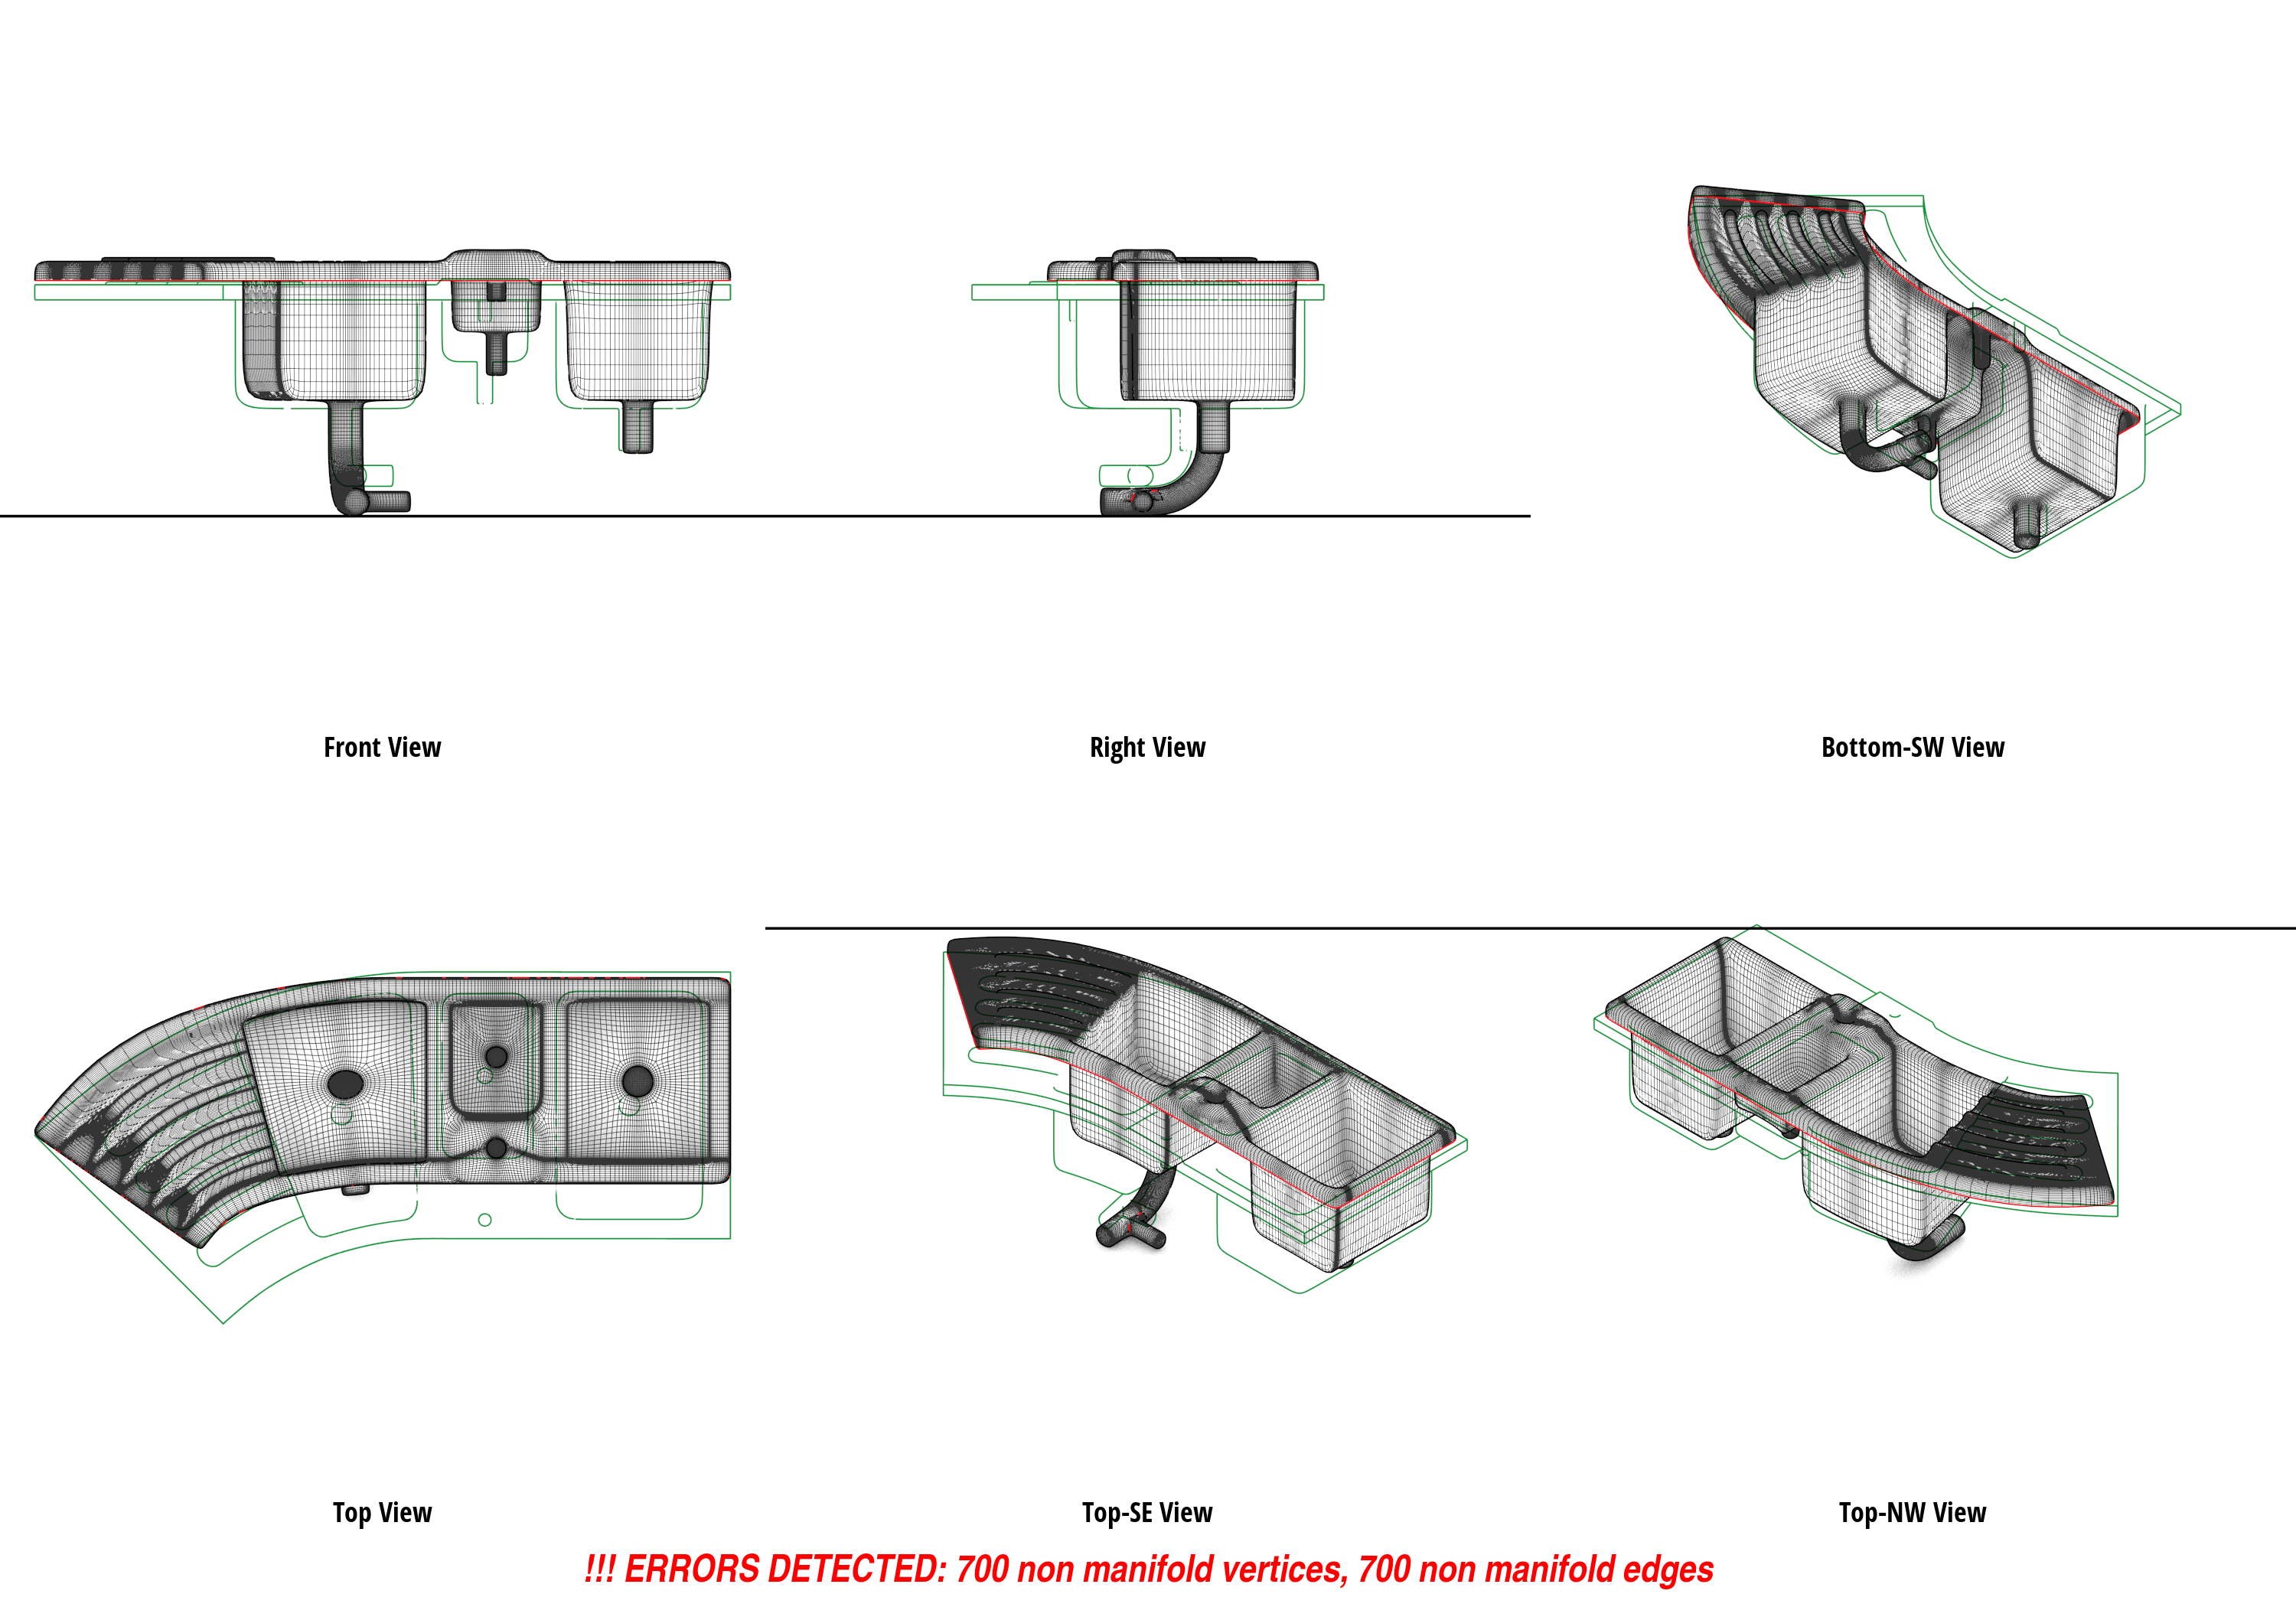 Front View
Right View
Bottom-SW View
Top View
Top-SE View
Top-NW View
!!! ERRORS DETECTED: 700 non manifold vertices, 700 non manifold edges